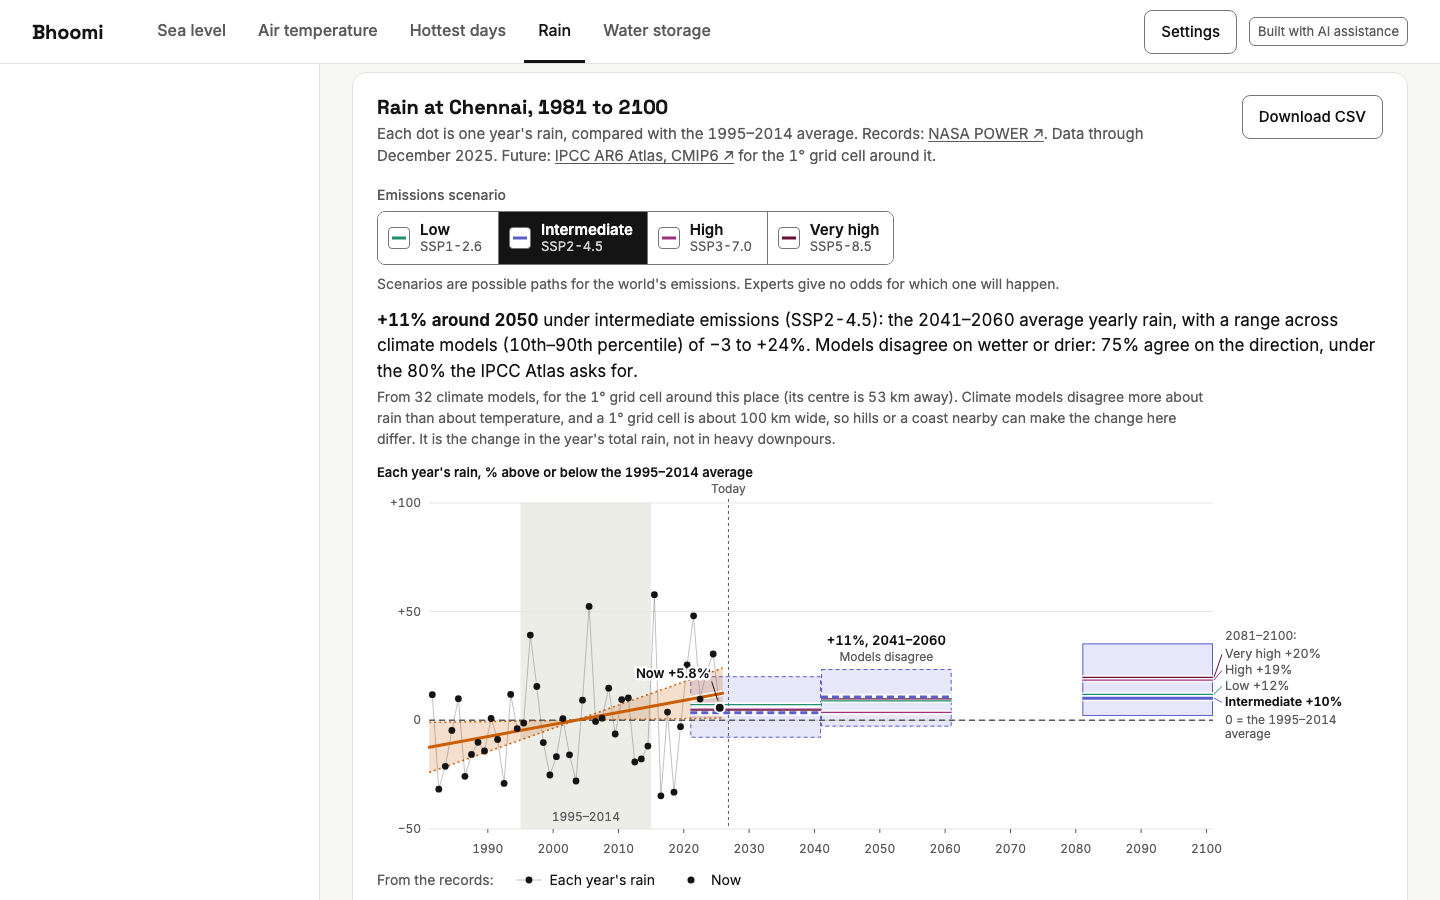 Bhoomi
Sea level
Air temperature
Hottest days
Rain
Water storage
Settings
Built with AI assistance
Rain at Chennai, 1981 to 2100
Each dot is one year's rain, compared with the 1995–2014 average. Records: NASA POWER ↗. Data through
December 2025. Future: IPCC AR6 Atlas, CMIP6 ↗ for the 1° grid cell around it.
Download CSV
Emissions scenario
Low
SSP1-2.6
Intermediate
SSP2-4.5
High
SSP3-7.0
Very high
SSP5-8.5
Scenarios are possible paths for the world's emissions. Experts give no odds for which one will happen.
+11% around 2050 under intermediate emissions (SSP2-4.5): the 2041–2060 average yearly rain, with a range across
climate models (10th–90th percentile) of −3 to +24%. Models disagree on wetter or drier: 75% agree on the direction, under
the 80% the IPCC Atlas asks for.
From 32 climate models, for the 1° grid cell around this place (its centre is 53 km away). Climate models disagree more about
rain than about temperature, and a 1° grid cell is about 100 km wide, so hills or a coast nearby can make the change here
differ. It is the change in the year's total rain, not in heavy downpours.
Each year's rain, % above or below the 1995–2014 average
Today
+100
+50
0
−50
Now +5.8%
+11%, 2041–2060
Models disagree
2081–2100:
Very high +20%
High +19%
Low +12%
Intermediate +10%
0 = the 1995–2014
average
1995–2014
1990
2000
2010
2020
2030
2040
2050
2060
2070
2080
2090
2100
From the records:
Each year's rain
Now